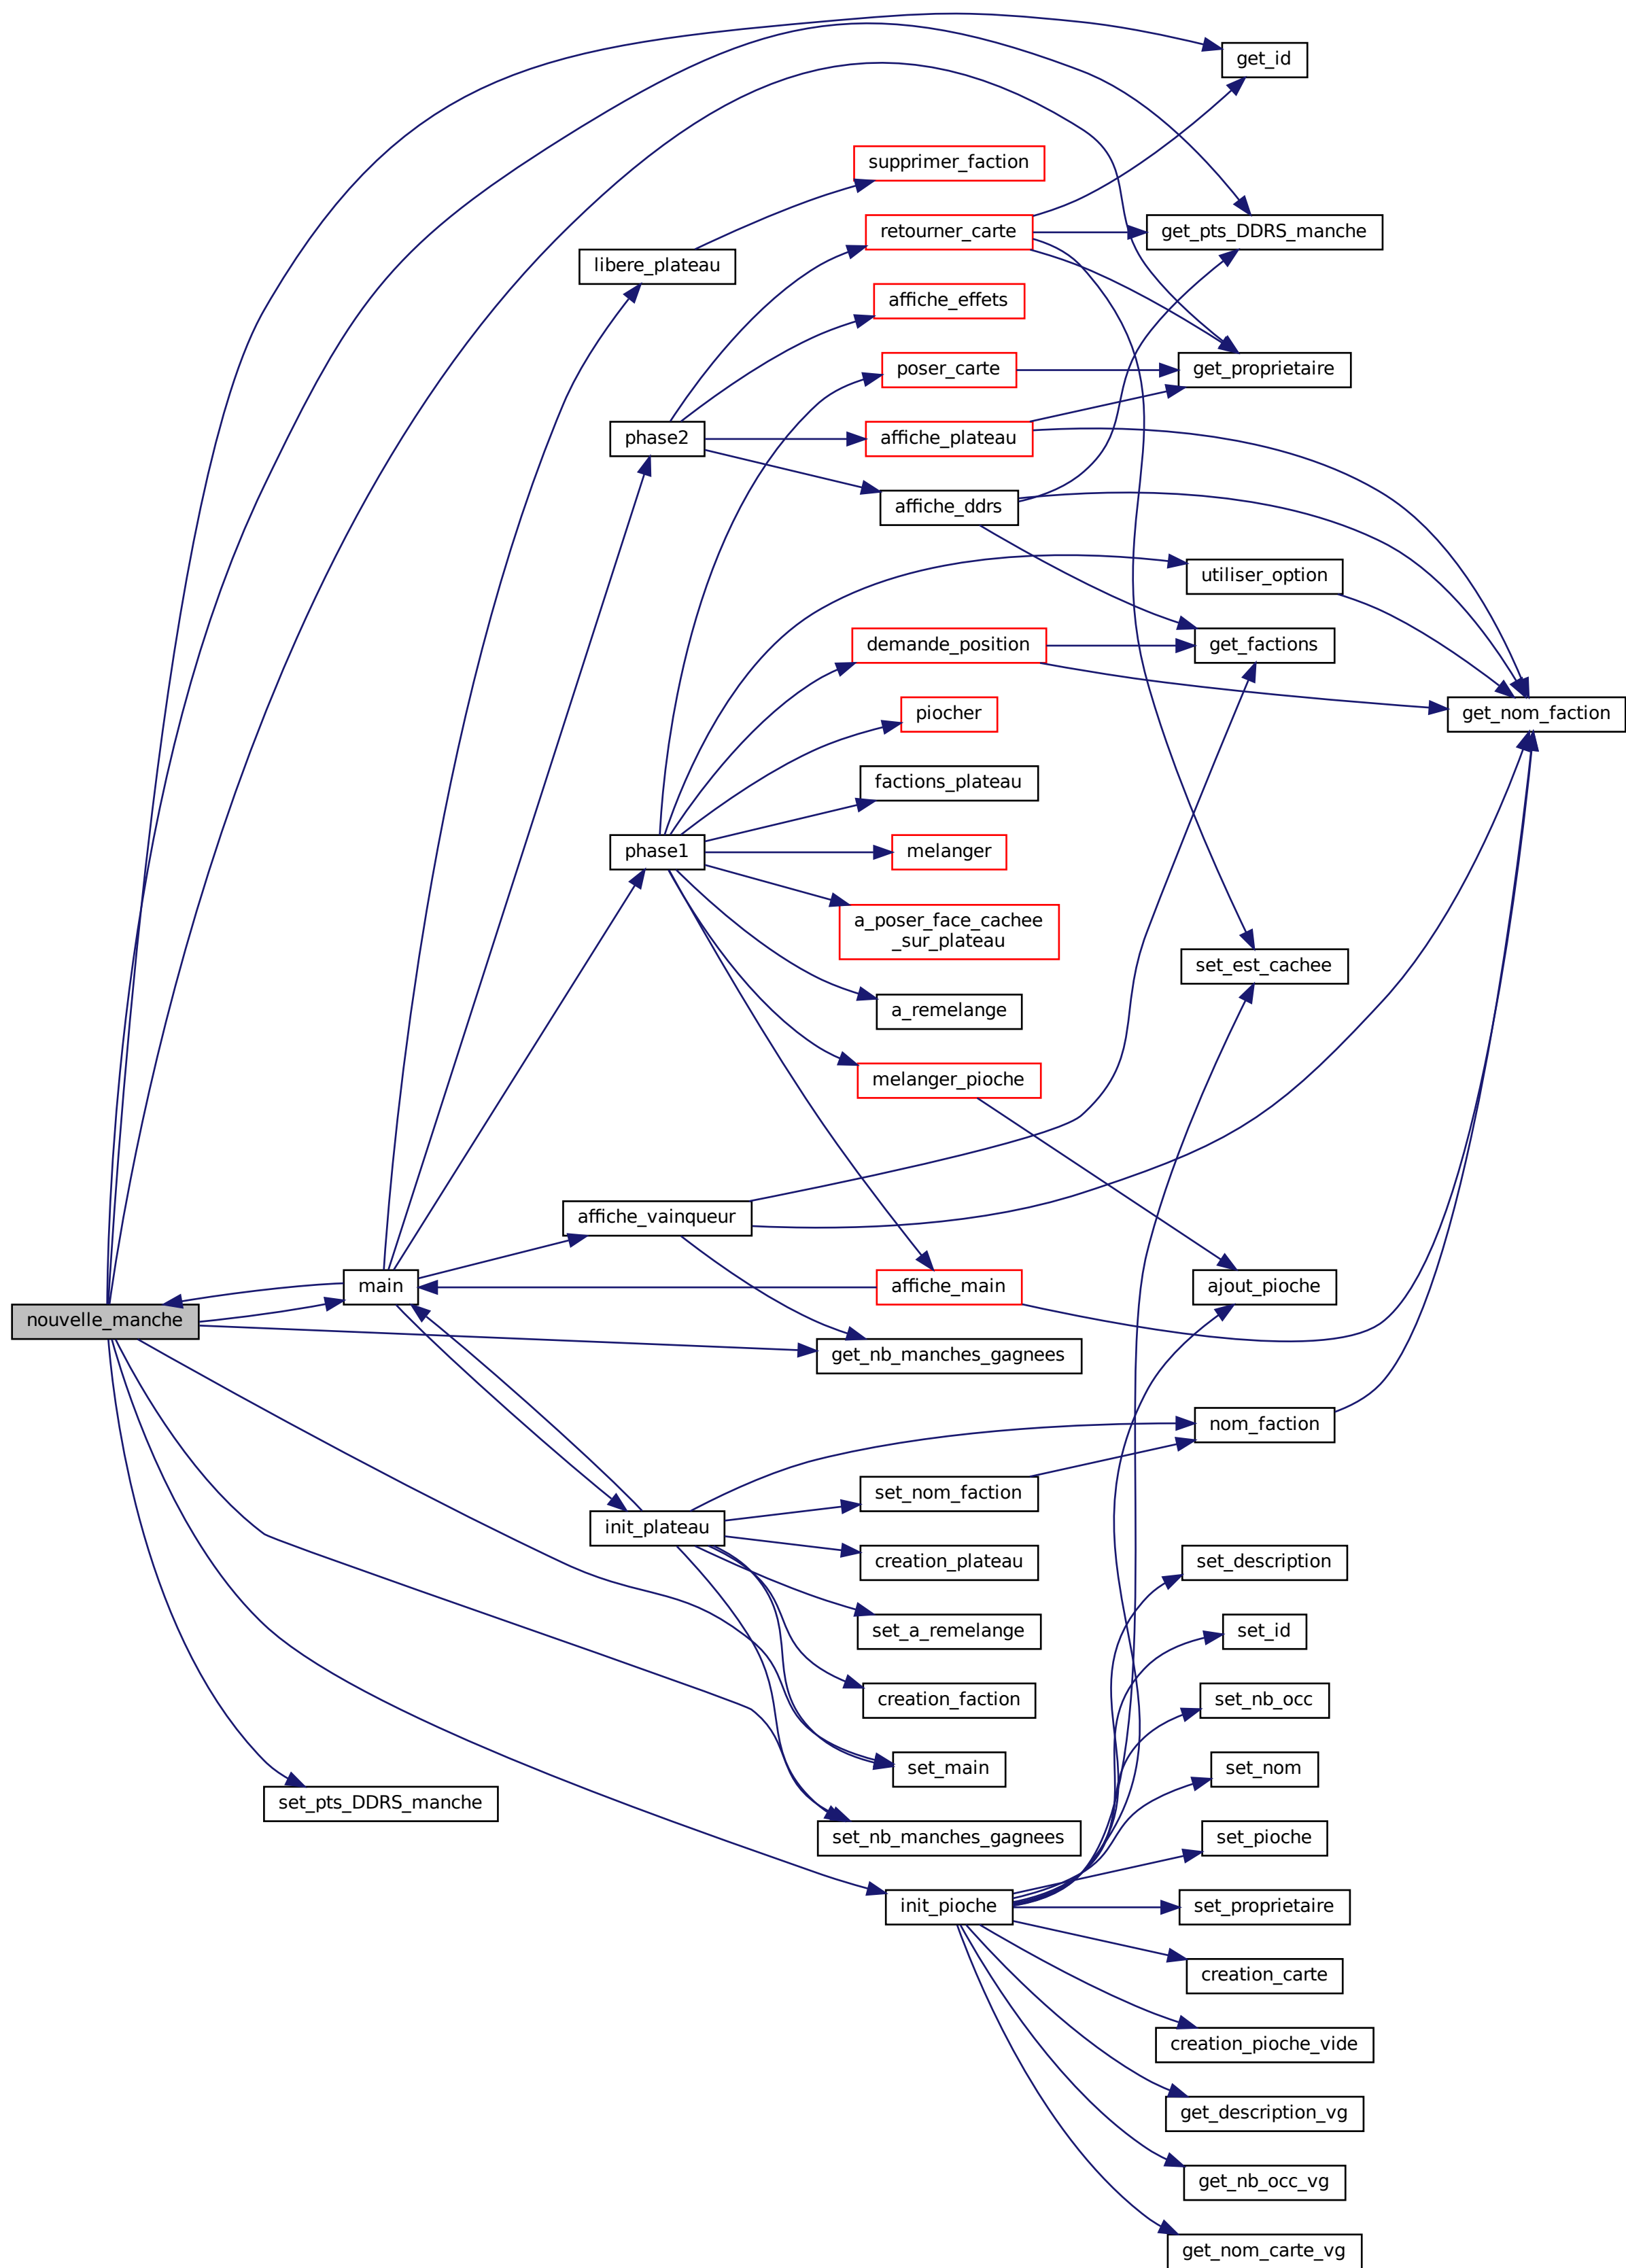 get_id
supprimer_faction
retourner_carte
get_pts_DDRS_manche
libere_plateau
affiche_effets
poser_carte
get_proprietaire
phase2
affiche_plateau
affiche_ddrs
utiliser_option
demande_position
get_factions
piocher
get_nom_faction
factions_plateau
phase1
melanger
a_poser_face_cachee
_sur_plateau
set_est_cachee
a_remelange
melanger_pioche
affiche_vainqueur
main
affiche_main
ajout_pioche
nouvelle_manche
get_nb_manches_gagnees
nom_faction
set_nom_faction
init_plateau
creation_plateau
set_description
set_a_remelange
set_id
creation_faction
set_nb_occ
set_main
set_nom
set_pts_DDRS_manche
set_nb_manches_gagnees
set_pioche
init_pioche
set_proprietaire
creation_carte
creation_pioche_vide
get_description_vg
get_nb_occ_vg
get_nom_carte_vg